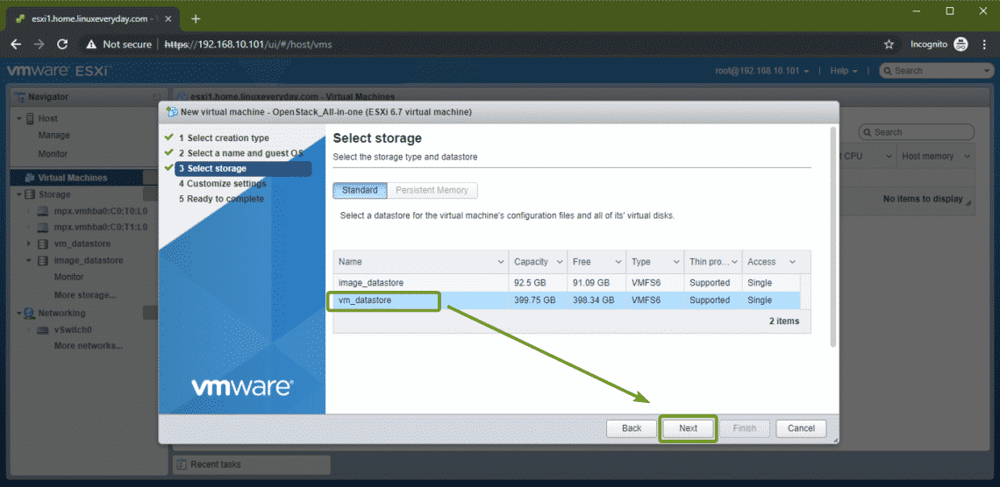 esxi1.home.linuxeveryday.com -
Not secure https://192.168.10.101/ui/#/host/vms Incognito
vmware ESXi
root@192.168.10.101 Help Search
Navigator
Host
Manage
Monitor
Virtual Machines
Storage
mpx.vmhba0:C0:T0:L0
mpx.vmhba0:C0:T1:L0
vm_datastore
image_datastore
Monitor
More storage...
Networking
vSwitch0
More networks...
esxi1.home.linuxeveryday.com - Virtual Machines
Search
CPU Host memory
No items to display
New virtual machine - OpenStack_All-in-one (ESXi 6.7 virtual machine)
1 Select creation type
2 Select a name and guest OS
3 Select storage
4 Customize settings
5 Ready to complete
vmware
Select storage
Select the storage type and datastore
Standard Persistent Memory
Select a datastore for the virtual machine's configuration files and all of its' virtual disks.
Name Capacity Free Type Thin pro... Access
image_datastore 92.5 GB 91.09 GB VMFS6 Supported Single
vm_datastore 399.75 GB 398.34 GB VMFS6 Supported Single
2 items
Back Next Finish Cancel
Recent tasks